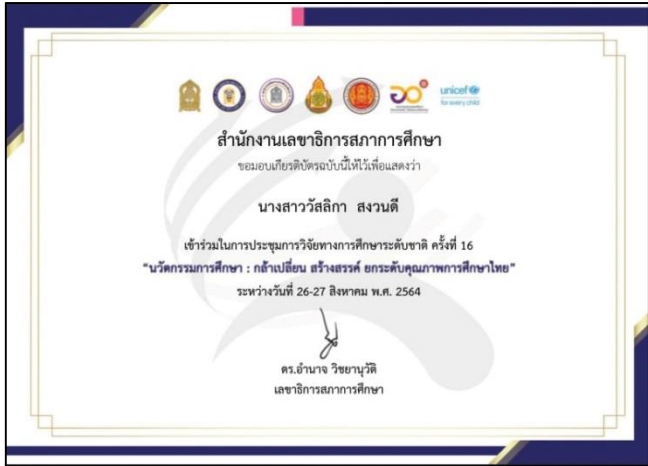 ๖๐
unicef
for every child
สำนักงานเลขาธิการสภาการศึกษา
ขอมอบเกียรติบัตรฉบับนี้ให้ไว้เพื่อแสดงว่า
นางสาววัสลิกา สงวนดี
เข้าร่วมในการประชุมการวิจัยทางการศึกษาระดับชาติ ครั้งที่ 16
"นวัตกรรมการศึกษา : กล้าเปลี่ยน สร้างสรรค์ ยกระดับคุณภาพการศึกษาไทย"
ระหว่างวันที่ 26-27 สิงหาคม พ.ศ. 2564
ดร.อำนาจ วิชยานุวัติ
เลขาธิการสภาการศึกษา